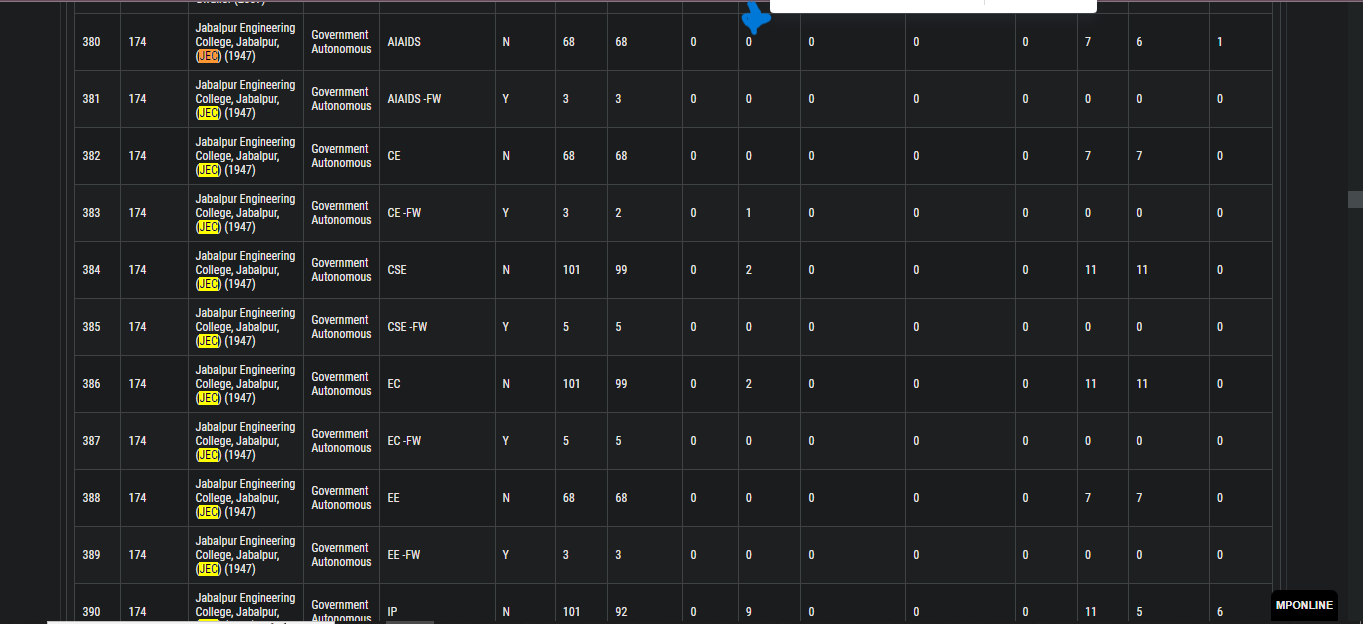 380 174 Jabalpur Engineering College, Jabalpur, (JEC) (1947) Government Autonomous AIAIDS N 68 68 0 0 0 0 0 7 6 1
381 174 Jabalpur Engineering College, Jabalpur, (JEC) (1947) Government Autonomous AIAIDS -FW Y 3 3 0 0 0 0 0 0 0 0
382 174 Jabalpur Engineering College, Jabalpur, (JEC) (1947) Government Autonomous CE N 68 68 0 0 0 0 0 7 7 0
383 174 Jabalpur Engineering College, Jabalpur, (JEC) (1947) Government Autonomous CE -FW Y 3 2 0 1 0 0 0 0 0 0
384 174 Jabalpur Engineering College, Jabalpur, (JEC) (1947) Government Autonomous CSE N 101 99 0 2 0 0 0 11 11 0
385 174 Jabalpur Engineering College, Jabalpur, (JEC) (1947) Government Autonomous CSE -FW Y 5 5 0 0 0 0 0 0 0 0
386 174 Jabalpur Engineering College, Jabalpur, (JEC) (1947) Government Autonomous EC N 101 99 0 2 0 0 0 11 11 0
387 174 Jabalpur Engineering College, Jabalpur, (JEC) (1947) Government Autonomous EC -FW Y 5 5 0 0 0 0 0 0 0 0
388 174 Jabalpur Engineering College, Jabalpur, (JEC) (1947) Government Autonomous EE N 68 68 0 0 0 0 0 7 7 0
389 174 Jabalpur Engineering College, Jabalpur, (JEC) (1947) Government Autonomous EE -FW Y 3 3 0 0 0 0 0 0 0 0
390 174 Jabalpur Engineering College, Jabalpur, Government Autonomous IP N 101 92 0 9 0 0 0 11 5 6
MPONLINE